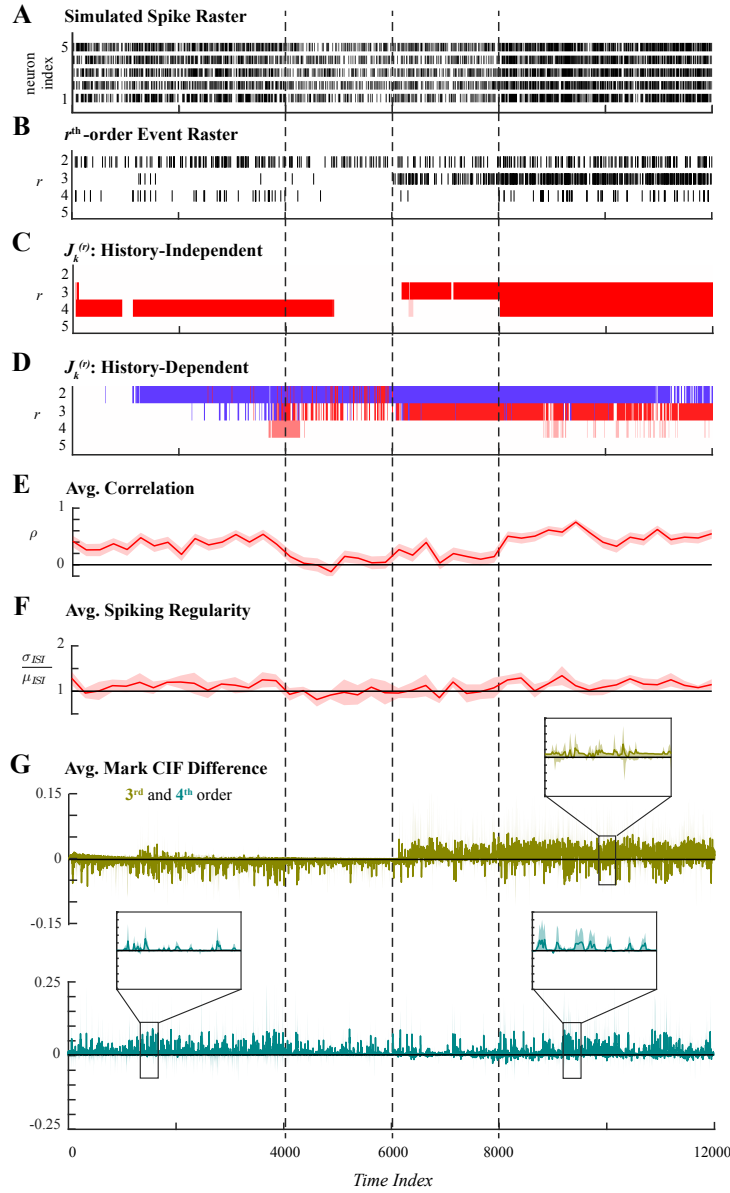 A Simulated Spike Raster
5
neuron
index
1
B rth-order Event Raster
2
r 3
4
5
C Jk(r): History-Independent
2
r 3
4
5
D Jk(r): History-Dependent
2
r 3
4
5
E Avg. Correlation
1
ρ
0
F Avg. Spiking Regularity
2
σISI
μISI
1
G Avg. Mark CIF Difference
3rd and 4th order
0.15
0
-0.15
0.25
0
-0.25
0 4000 6000 8000 12000
Time Index